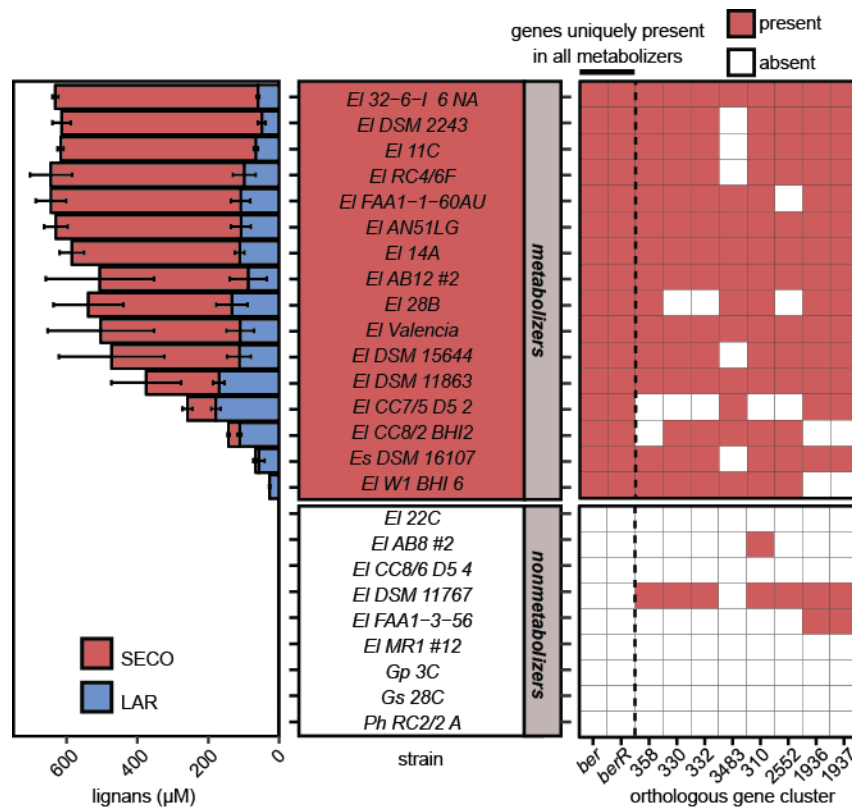 genes uniquely present
in all metabolizers
present
absent
El 32-6-I 6 NA
El DSM 2243
El 11C
El RC4/6F
El FAA1-1-60AU
El AN51LG
El 14A
El AB12 #2
El 28B
El Valencia
El DSM 15644
El DSM 11863
El CC7/5 D5 2
El CC8/2 BHI2
Es DSM 16107
El W1 BHI 6
metabolizers
El 22C
El AB8 #2
El CC8/6 D5 4
El DSM 11767
El FAA1-3-56
El MR1 #12
Gp 3C
Gs 28C
Ph RC2/2 A
nonmetabolizers
SECO
LAR
600 400 200 0
lignans (µM)
strain
ber berR 358 330 332 3483 310 2552 1936 1937
orthologous gene cluster